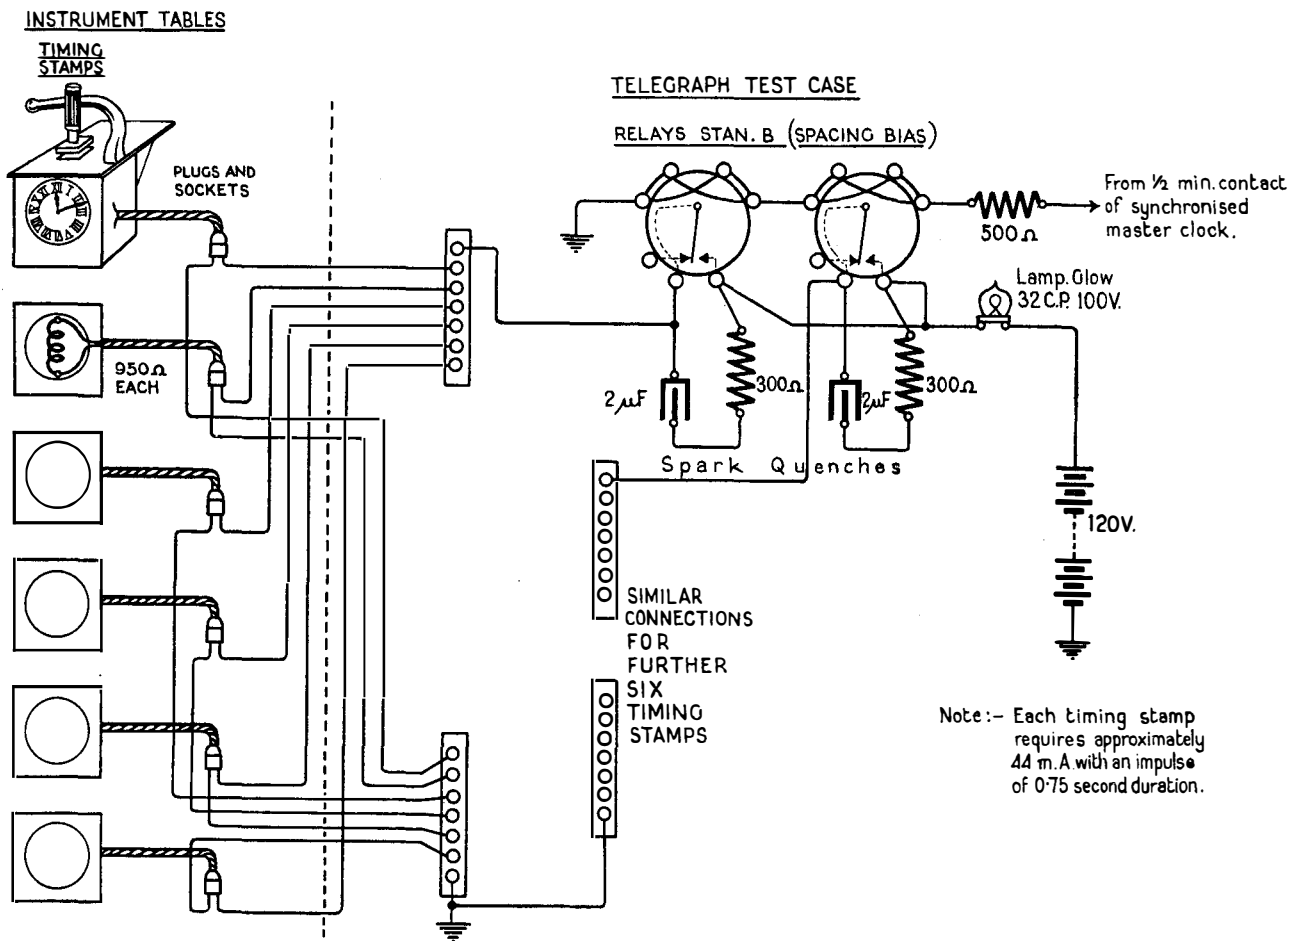 INSTRUMENT TABLES
TIMING
STAMPS
PLUGS AND
SOCKETS
950Ω
EACH
TELEGRAPH TEST CASE
RELAYS STAN. B (SPACING BIAS)
500Ω
From ½ min. contact
of synchronised
master clock.
Lamp. Glow
32 C.P. 100V.
2µF
300Ω
2µF
300Ω
Spark Quenches
120V.
SIMILAR
CONNECTIONS
FOR
FURTHER
SIX
TIMING
STAMPS
Note:- Each timing stamp
requires approximately
44 m.A. with an impulse
of 0·75 second duration.